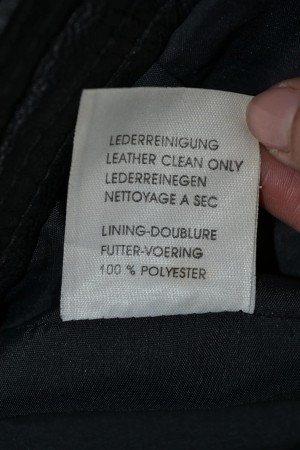 LEDERREINIGUNG
LEATHER CLEAN ONLY
LEDERREINEGEN
NETTOYAGE A SEC
LINING-DOUBLURE
FUTTER-VOERING
100 % POLYESTER